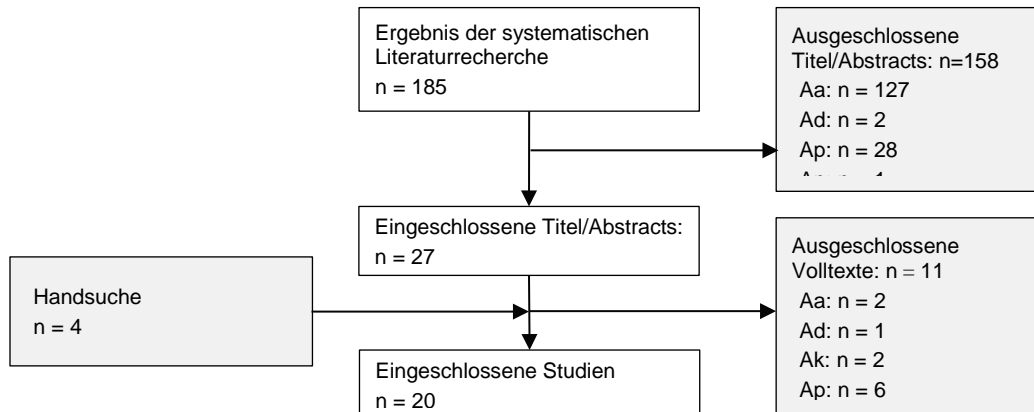 Ergebnis der systematischen
Literaturrecherche
n = 185
Ausgeschlossene
Titel/Abstracts: n=158
Aa: n = 127
Ad: n = 2
Ap: n = 28
Eingeschlossene Titel/Abstracts:
n = 27
Ausgeschlossene
Volltexte: n = 11
Aa: n = 2
Ad: n = 1
Ak: n = 2
Ap: n = 6
Handsuche
n = 4
Eingeschlossene Studien
n = 20